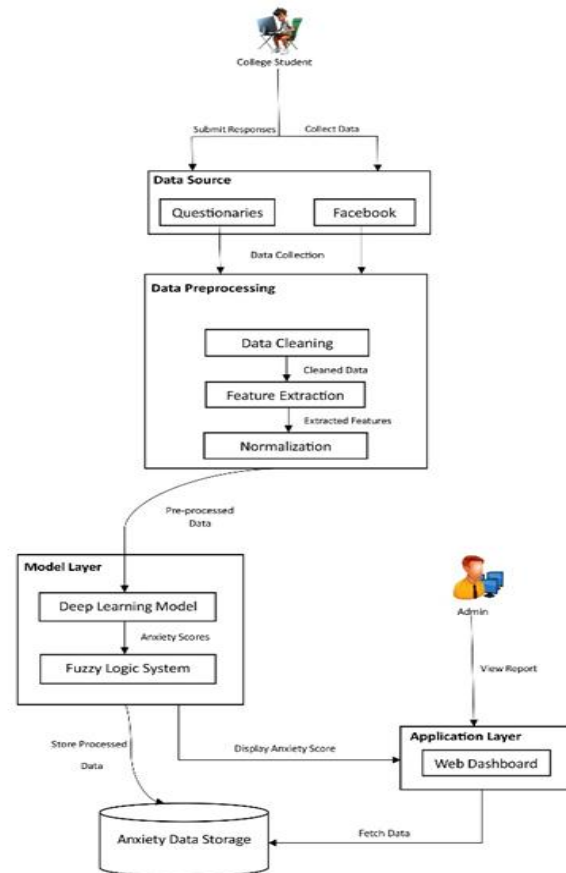 College Student
Submit Responses
Collect Data
Data Source
Questionaries
Facebook
Data Collection
Data Preprocessing
Data Cleaning
Cleaned Data
Feature Extraction
Extracted Features
Normalization
Pre-processed
Data
Model Layer
Deep Learning Model
Anxiety Scores
Fuzzy Logic System
Admin
View Report
Store Processed
Data
Display Anxiety Score
Application Layer
Web Dashboard
Anxiety Data Storage
Fetch Data